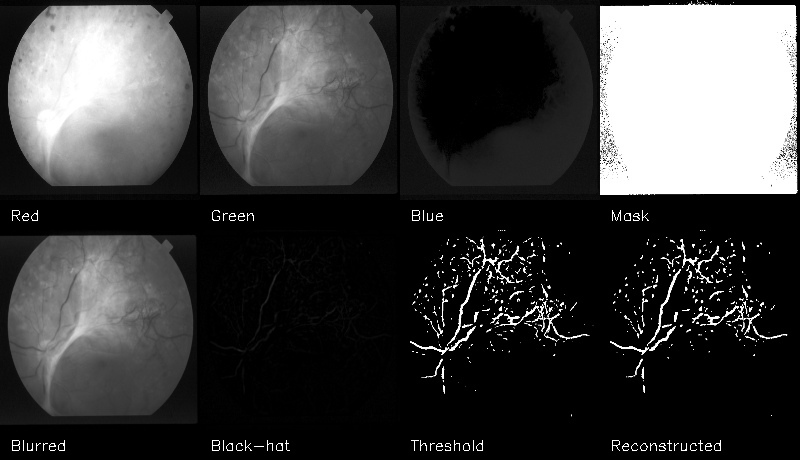 Red
Green
Blue
Mask
Blurred
Black-hat
Threshold
Reconstructed